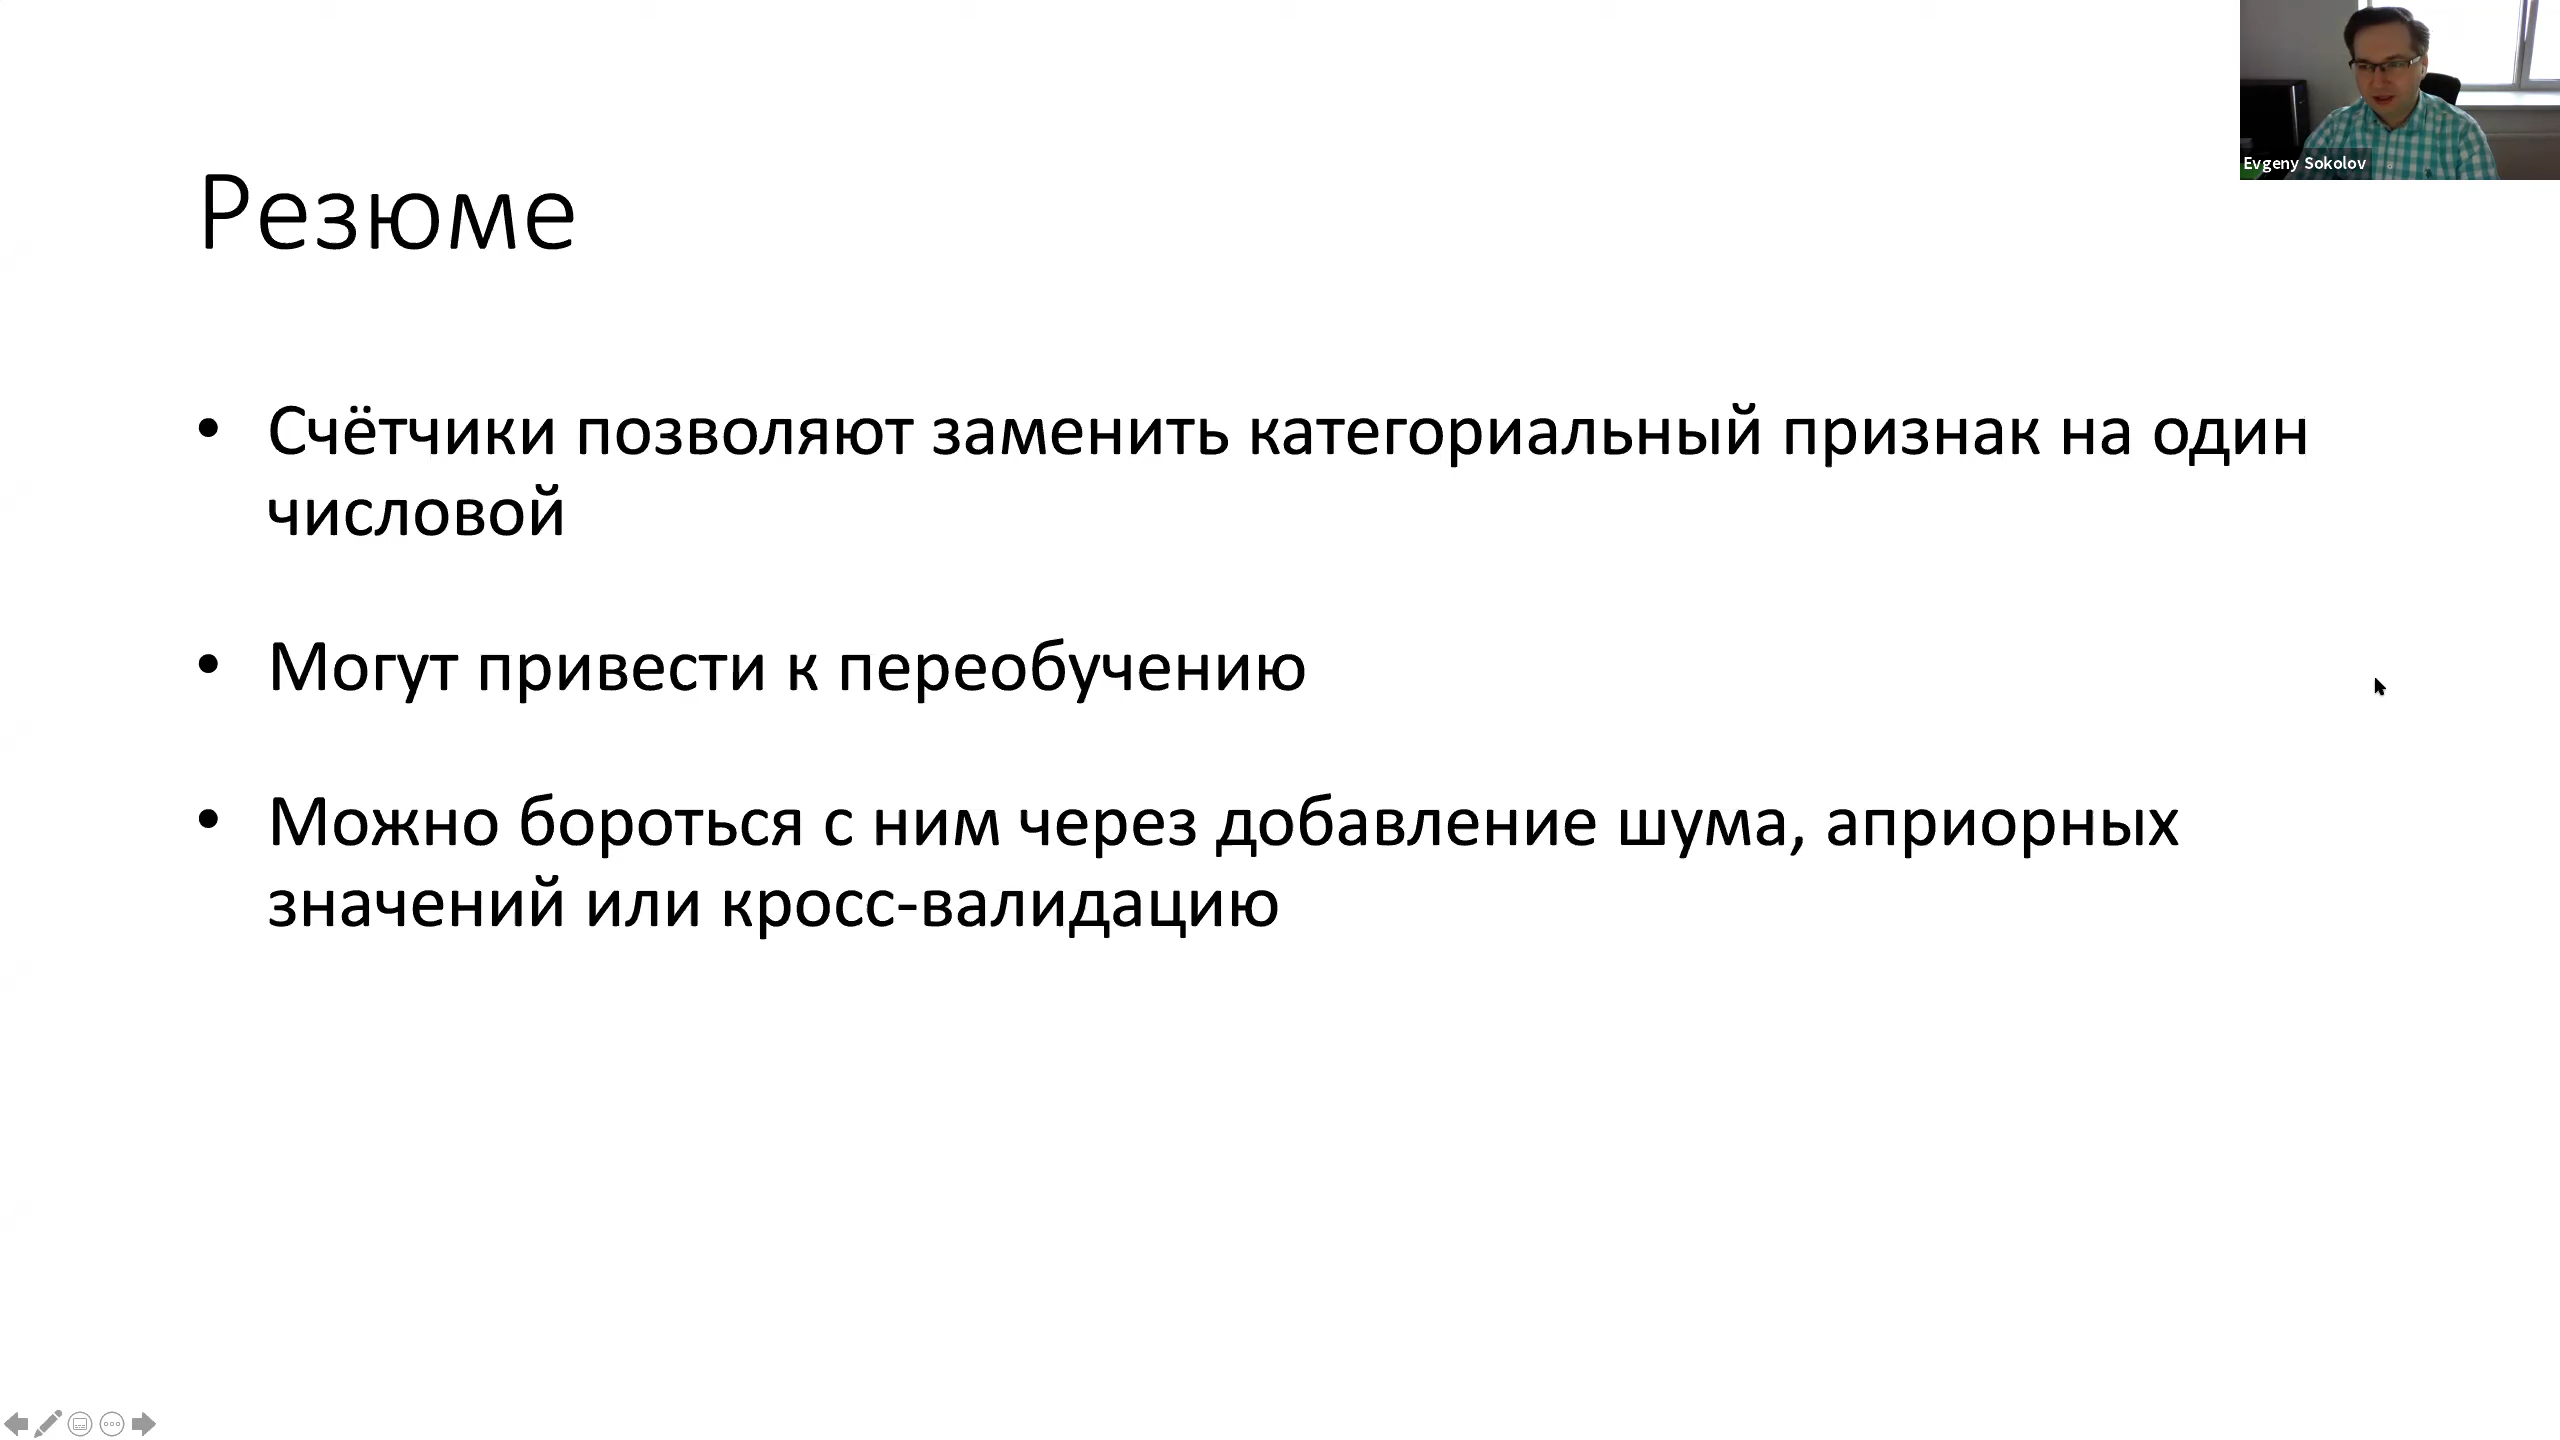 Evgeny Sokolov
Резюме
• Счётчики позволяют заменить категориальный признак на один
числовой
• Могут привести к переобучению
• Можно бороться с ним через добавление шума, априорных
значений или кросс-валидацию